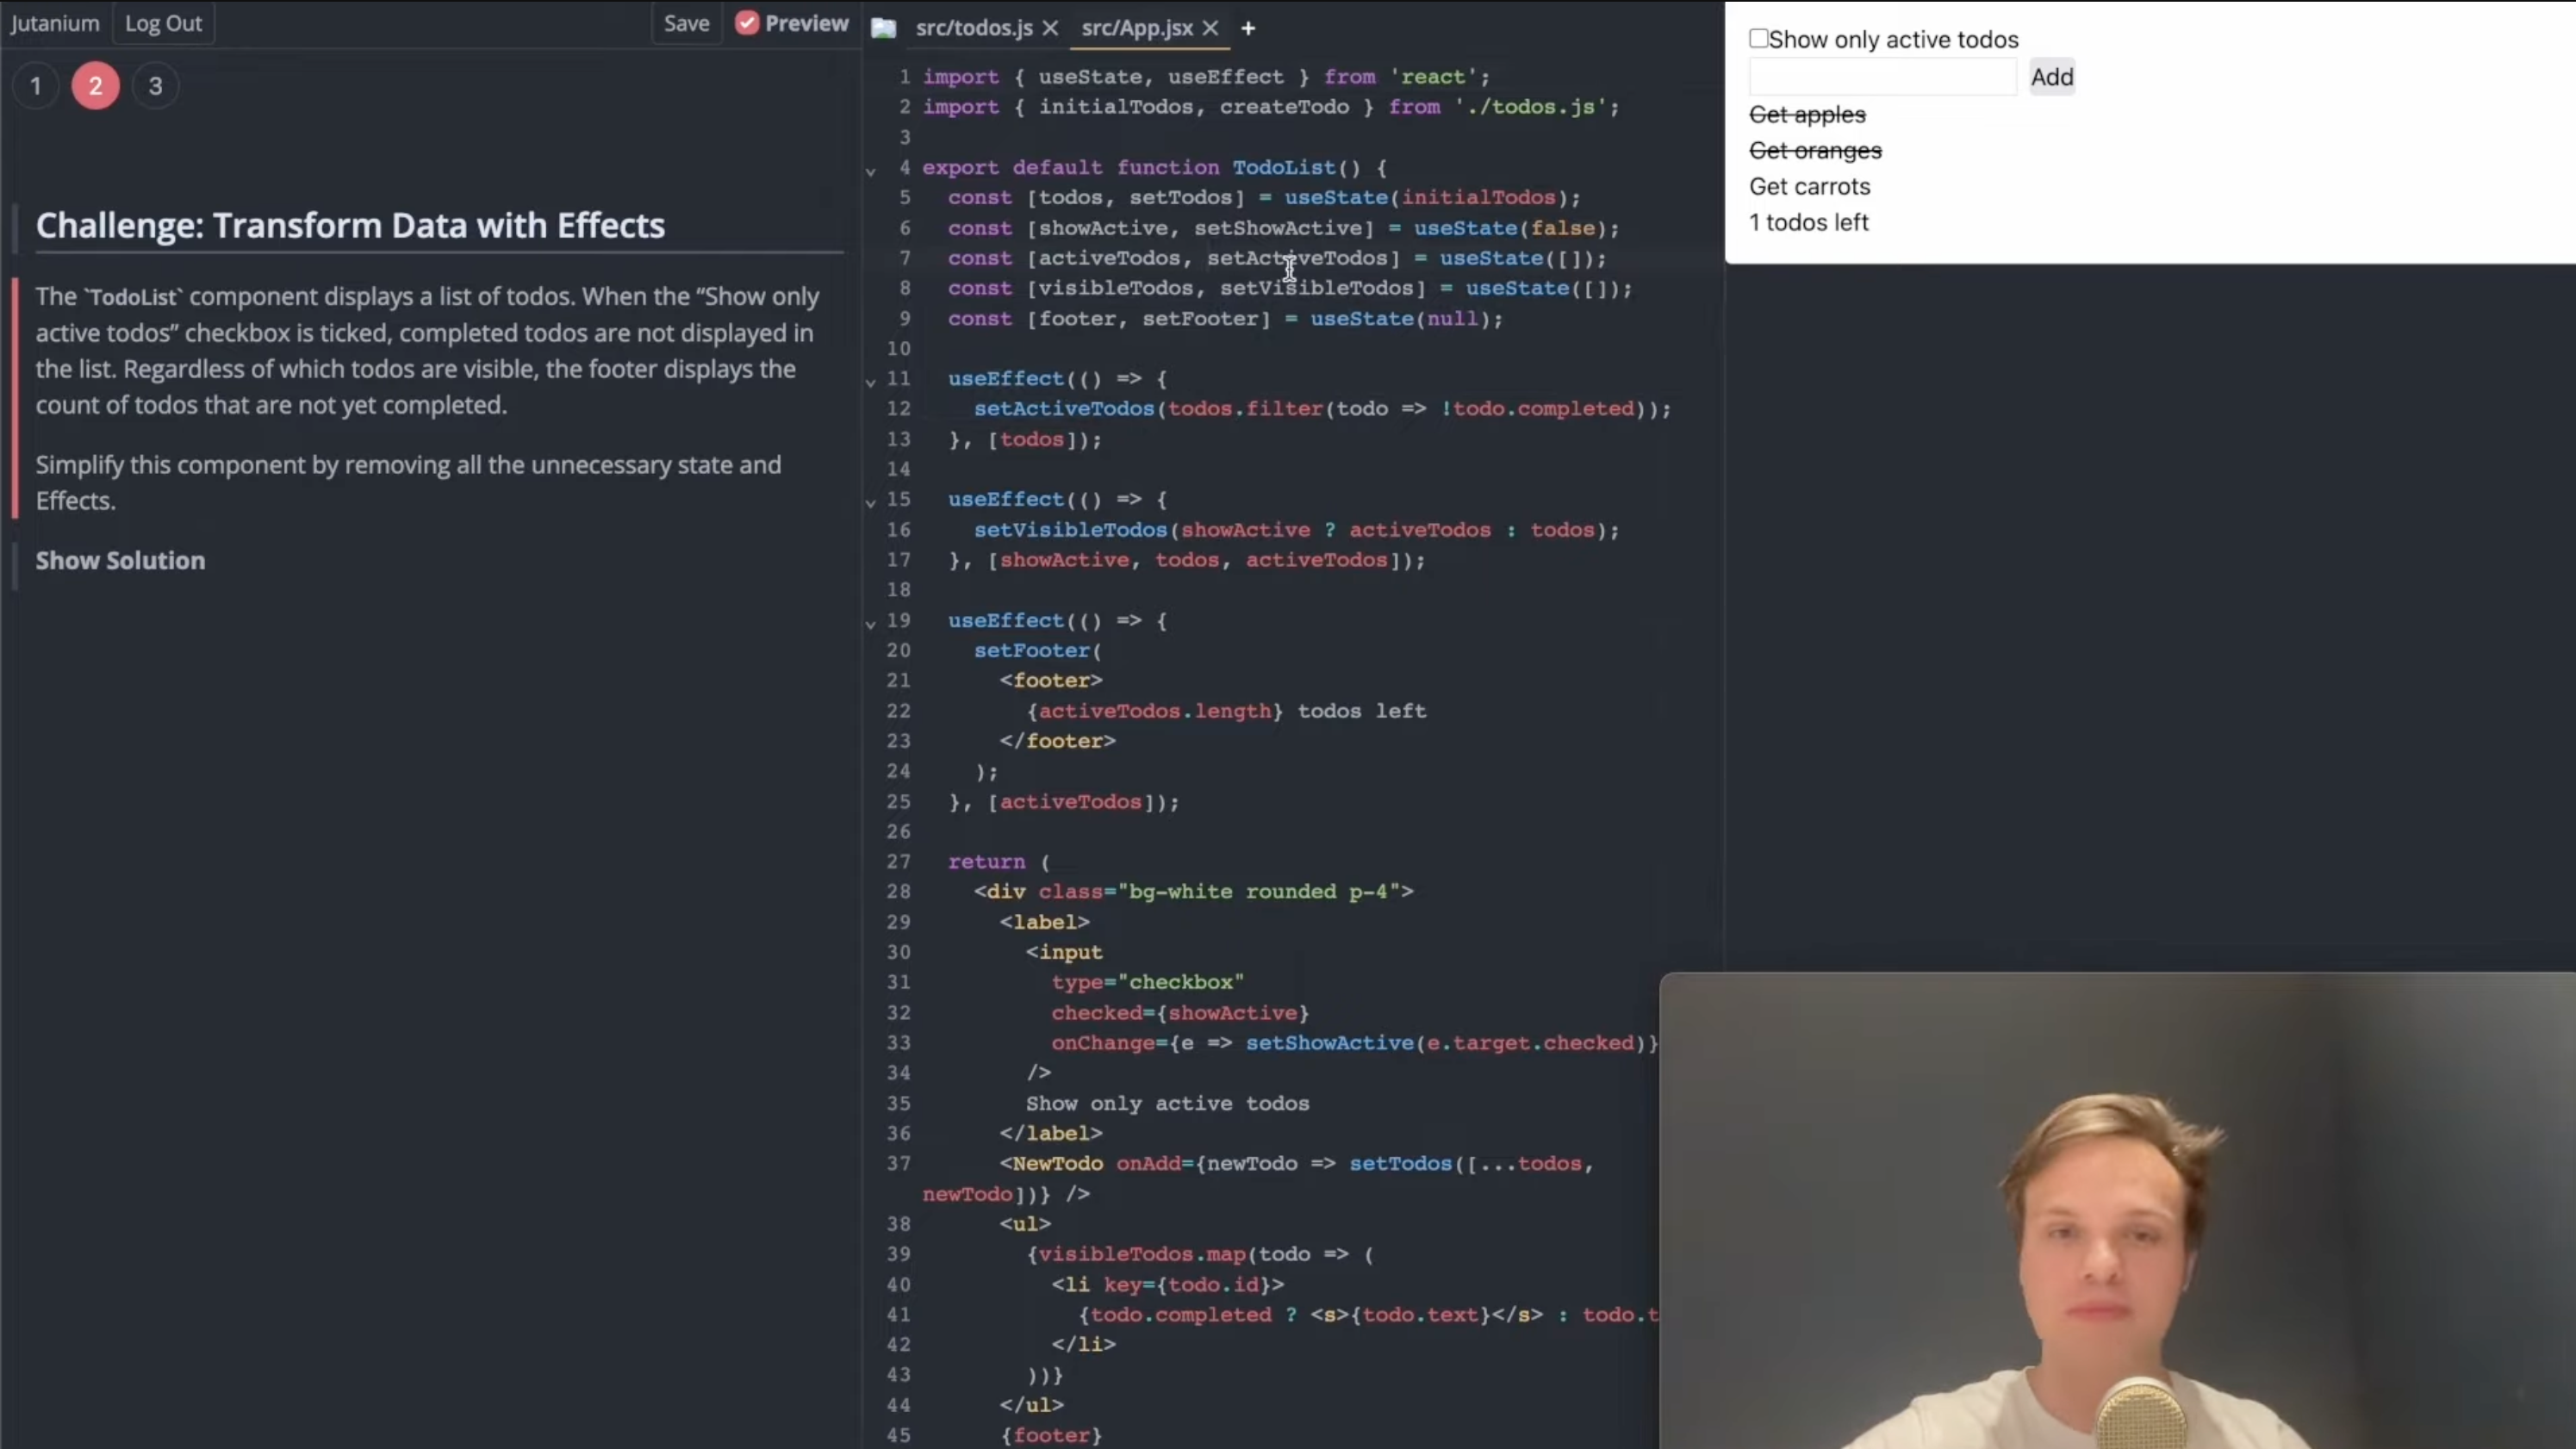 Jutanium Log Out Save Preview
1 2 3
Challenge: Transform Data with Effects
The `TodoList` component displays a list of todos. When the “Show only
active todos” checkbox is ticked, completed todos are not displayed in
the list. Regardless of which todos are visible, the footer displays the
count of todos that are not yet completed.
Simplify this component by removing all the unnecessary state and
Effects.
Show Solution
src/todos.js src/App.jsx +
1 import { useState, useEffect } from 'react';
2 import { initialTodos, createTodo } from './todos.js';
3
4 export default function TodoList() {
5 const [todos, setTodos] = useState(initialTodos);
6 const [showActive, setShowActive] = useState(false);
7 const [activeTodos, setActiveTodos] = useState([]);
8 const [visibleTodos, setVisibleTodos] = useState([]);
9 const [footer, setFooter] = useState(null);
10
11 useEffect(() => {
12 setActiveTodos(todos.filter(todo => !todo.completed));
13 }, [todos]);
14
15 useEffect(() => {
16 setVisibleTodos(showActive ? activeTodos : todos);
17 }, [showActive, todos, activeTodos]);
18
19 useEffect(() => {
20 setFooter(
21 <footer>
22 {activeTodos.length} todos left
23 </footer>
24 );
25 }, [activeTodos]);
26
27 return (
28 <div class="bg-white rounded p-4">
29 <label>
30 <input
31 type="checkbox"
32 checked={showActive}
33 onChange={e => setShowActive(e.target.checked)}
34 />
35 Show only active todos
36 </label>
37 <NewTodo onAdd={newTodo => setTodos([...todos,
newTodo])} />
38 <ul>
39 {visibleTodos.map(todo => (
40 <li key={todo.id}>
41 {todo.completed ? <s>{todo.text}</s> : todo.t
42 </li>
43 ))}
44 </ul>
45 {footer}
Show only active todos
Add
Get apples
Get oranges
Get carrots
1 todos left